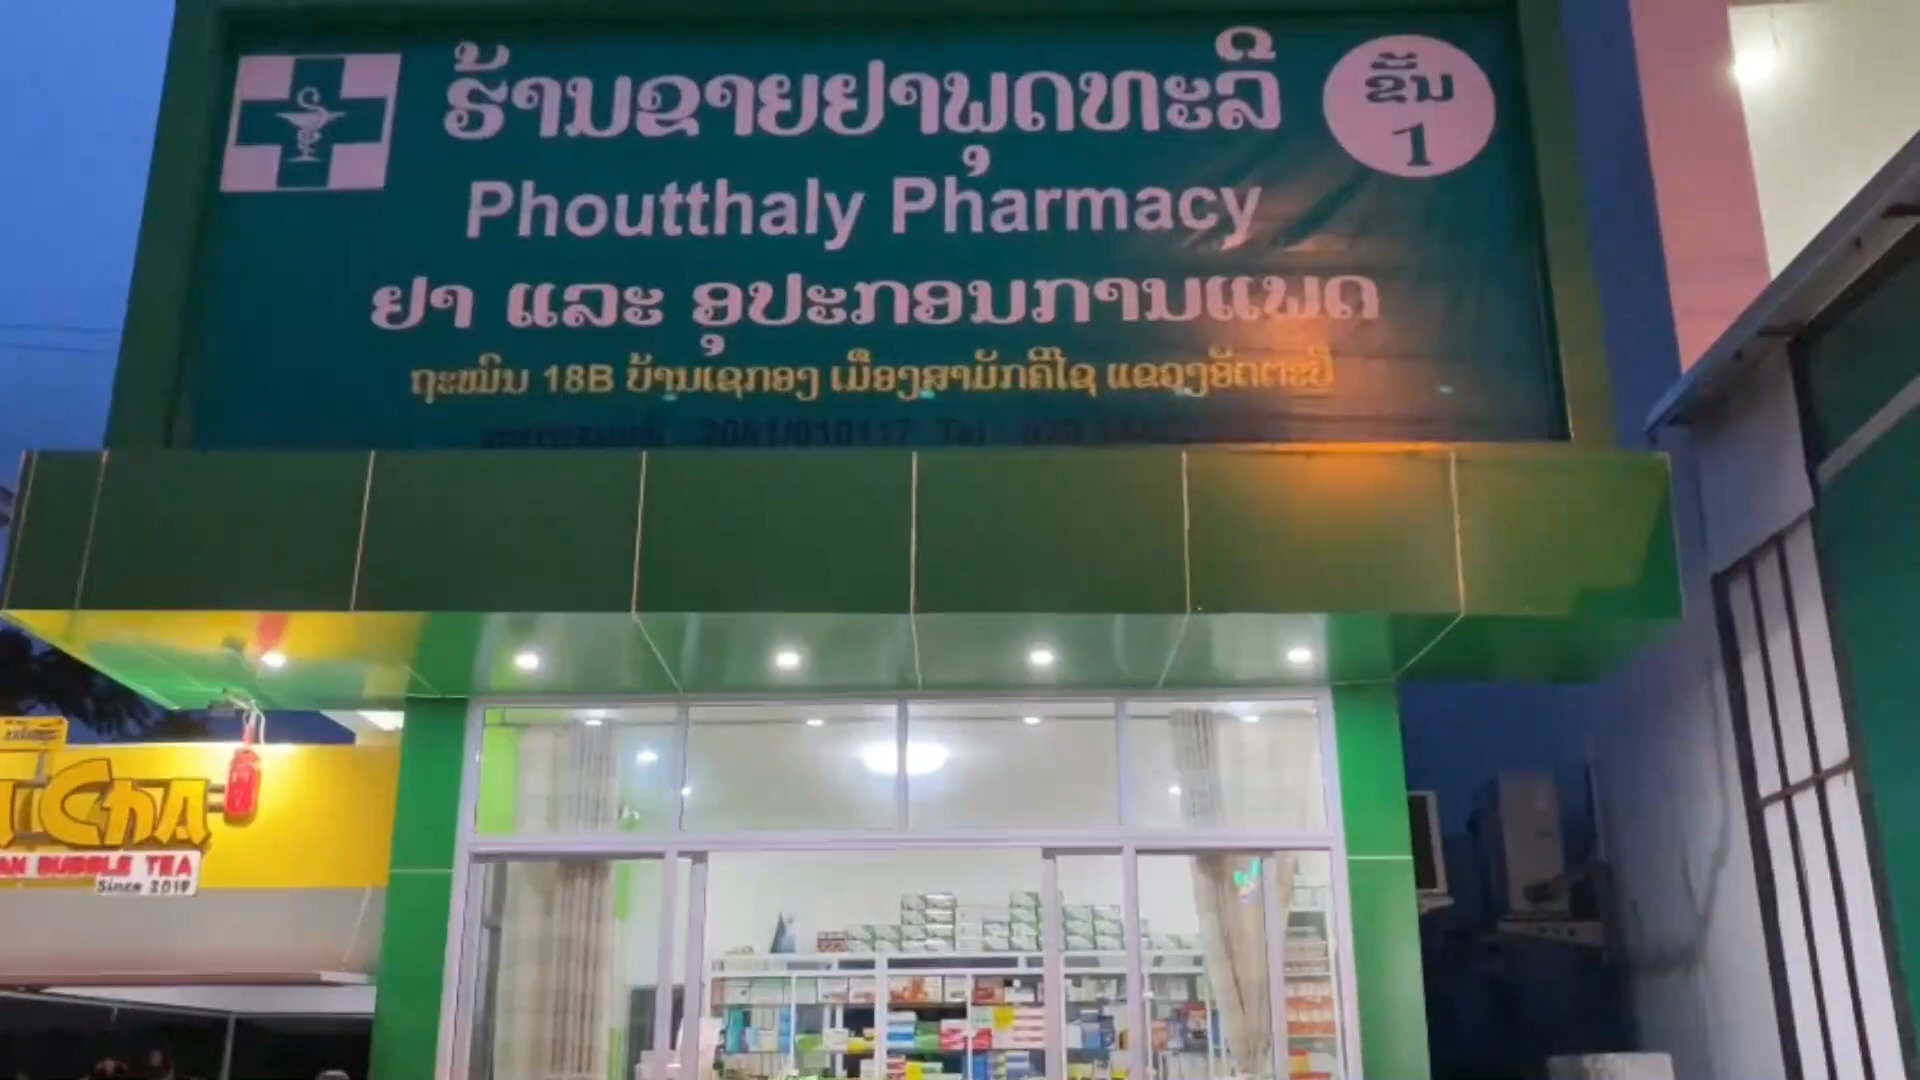 ຮ້ານຂາຍຢາພຸດທະລີ
ຂັ້ນ
1
Phoutthaly Pharmacy
ຢາ ແລະ ອຸປະກອນການແພດ
ຖະໜົນ 18B ບ້ານເຊກອງ ເມືອງສາມັກຄີໄຊ ແຂວງອັດຕະປື
Tel 020
CHA
BUBBLE TEA
Since 2019